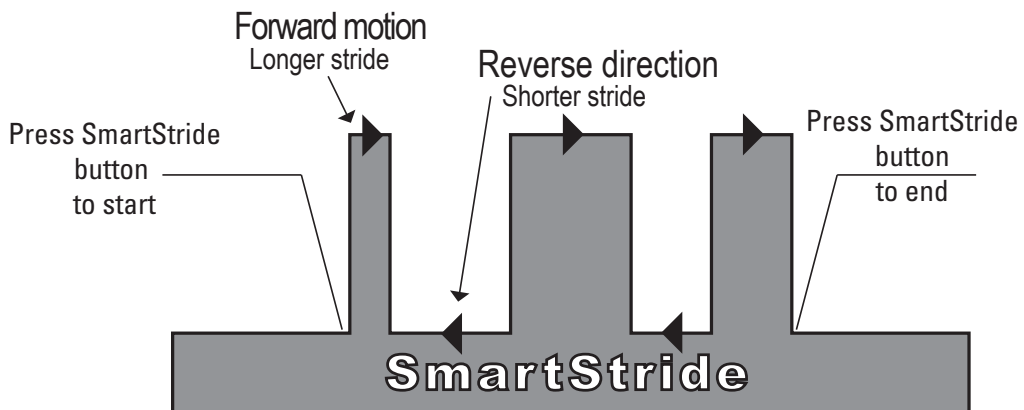 Forward motion
Longer stride
Reverse direction
Shorter stride
Press SmartStride
button
to start
Press SmartStride
button
to end
SmartStride